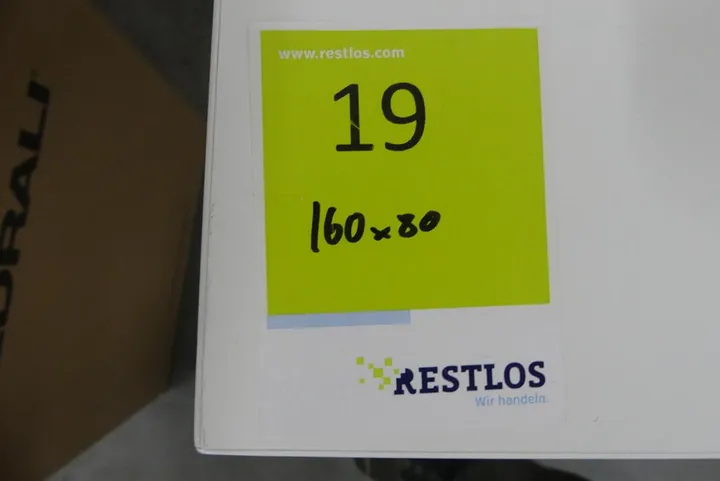 www.restlos.com
19
160x80
RESTLOS
Wir handeln.